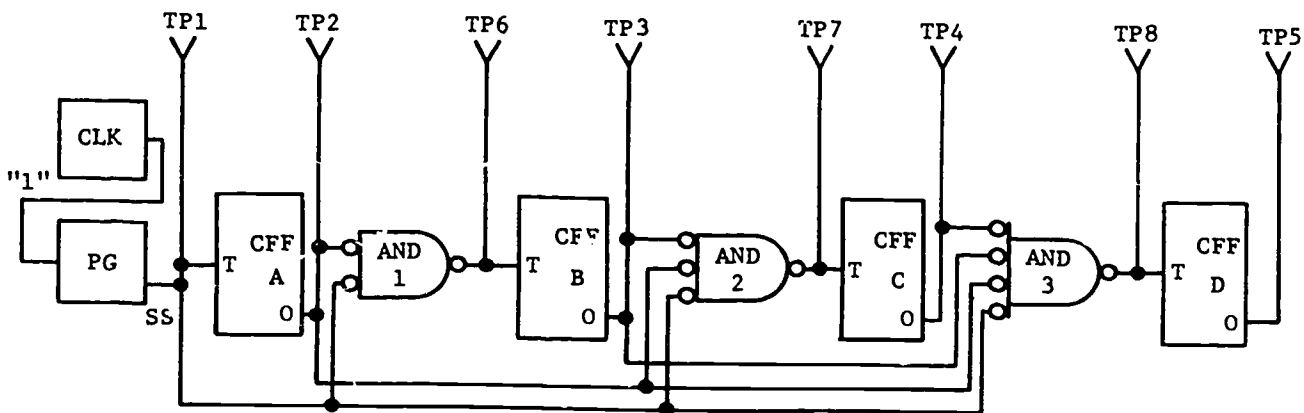 TP1 TP2 TP6 TP3 TP7 TP4 TP8 TP5
CLK
"1"
PG
SS
T CFF A O
AND 1
T CFF B O
AND 2
T CFF C O
AND 3
T CFF D O